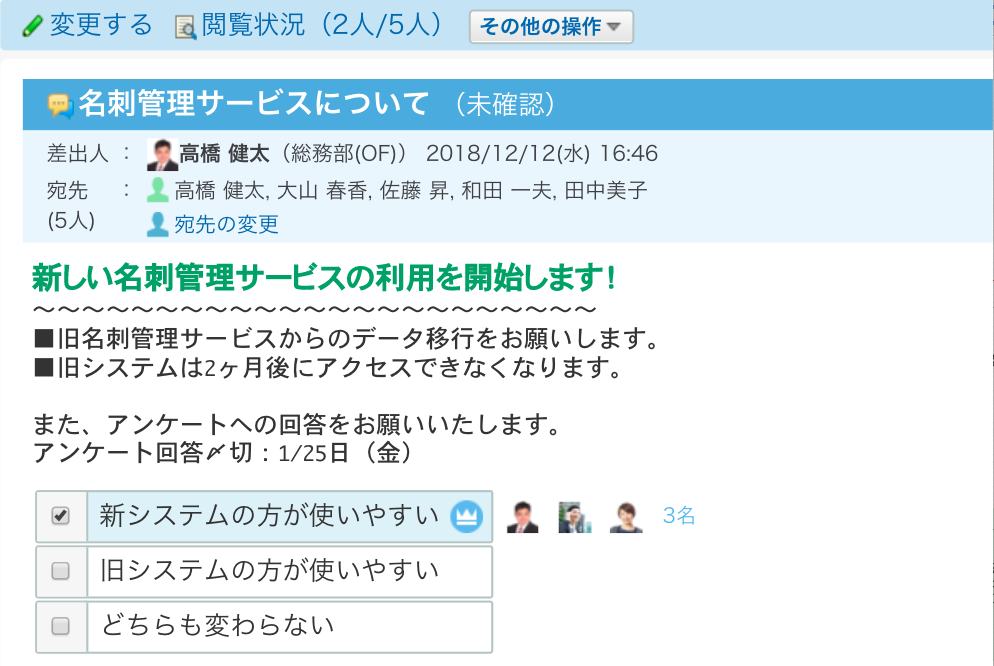 変更する 閲覧状況（2人/5人） その他の操作
名刺管理サービスについて （未確認）
差出人 ： 高橋 健太（総務部(OF)） 2018/12/12(水) 16:46
宛先 ： 高橋 健太, 大山 春香, 佐藤 昇, 和田 一夫, 田中美子
(5人) 宛先の変更
新しい名刺管理サービスの利用を開始します!
～～～～～～～～～～～～～～～～～～～～～～～
■旧名刺管理サービスからのデータ移行をお願いします。
■旧システムは2ヶ月後にアクセスできなくなります。
また、アンケートへの回答をお願いいたします。
アンケート回答〆切：1/25日（金）
新システムの方が使いやすい 3名
旧システムの方が使いやすい
どちらも変わらない